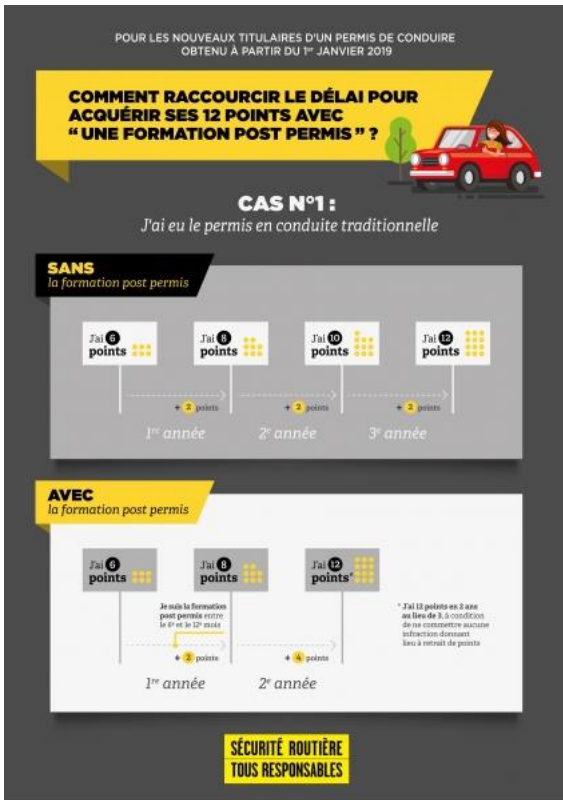 POUR LES NOUVEAUX TITULAIRES D'UN PERMIS DE CONDUIRE
OBTENU À PARTIR DU 1er JANVIER 2019
COMMENT RACCOURCIR LE DÉLAI POUR
ACQUÉRIR SES 12 POINTS AVEC
“ UNE FORMATION POST PERMIS ” ?
CAS N°1 :
J'ai eu le permis en conduite traditionnelle
SANS
la formation post permis
J'ai 6 points
J'ai 8 points
J'ai 10 points
J'ai 12 points
+ 2 points
+ 2 points
+ 2 points
1re année
2e année
3e année
AVEC
la formation post permis
J'ai 6 points
J'ai 8 points
J'ai 12 points*
Je suis la formation
post permis entre
le 6e et le 12e mois
+ 2 points
+ 4 points
1re année
2e année
* J'ai 12 points en 2 ans
au lieu de 3, à condition
de ne commettre aucune
infraction donnant
lieu à retrait de points
SÉCURITÉ ROUTIÈRE
TOUS RESPONSABLES